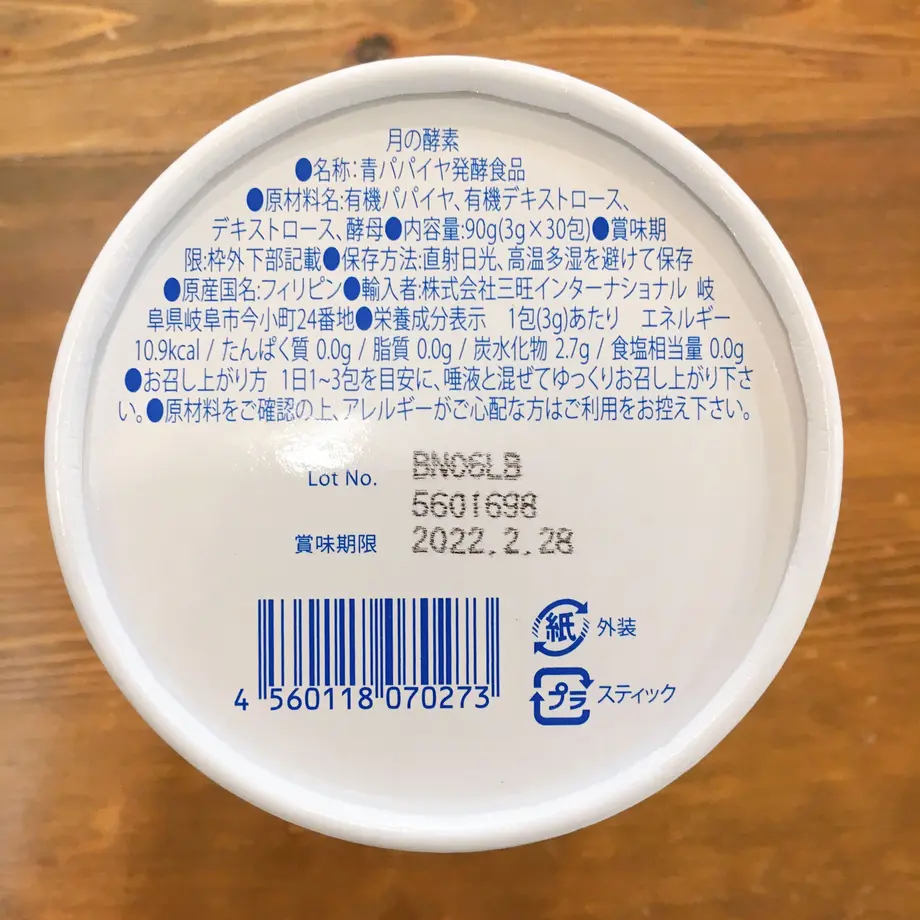 月の酵素
●名称:青パパイヤ発酵食品
●原材料名:有機パパイヤ、有機デキストロース、
デキストロース、酵母●内容量:90g(3g×30包)●賞味期
限:枠外下部記載●保存方法:直射日光、高温多湿を避けて保存
●原産国名:フィリピン●輸入者:株式会社三旺インターナショナル 岐
阜県岐阜市今小町24番地●栄養成分表示 1包(3g)あたり エネルギー
10.9kcal / たんぱく質 0.0g / 脂質 0.0g / 炭水化物 2.7g / 食塩相当量 0.0g
●お召し上がり方 1日1~3包を目安に、唾液と混ぜてゆっくりお召し上がり下さ
い。●原材料をご確認の上、アレルギーがご心配な方はご利用をお控え下さい。
Lot No. BN06LB
5601698
賞味期限 2022.2.28
紙 外装
プラ スティック
4 560118 070273